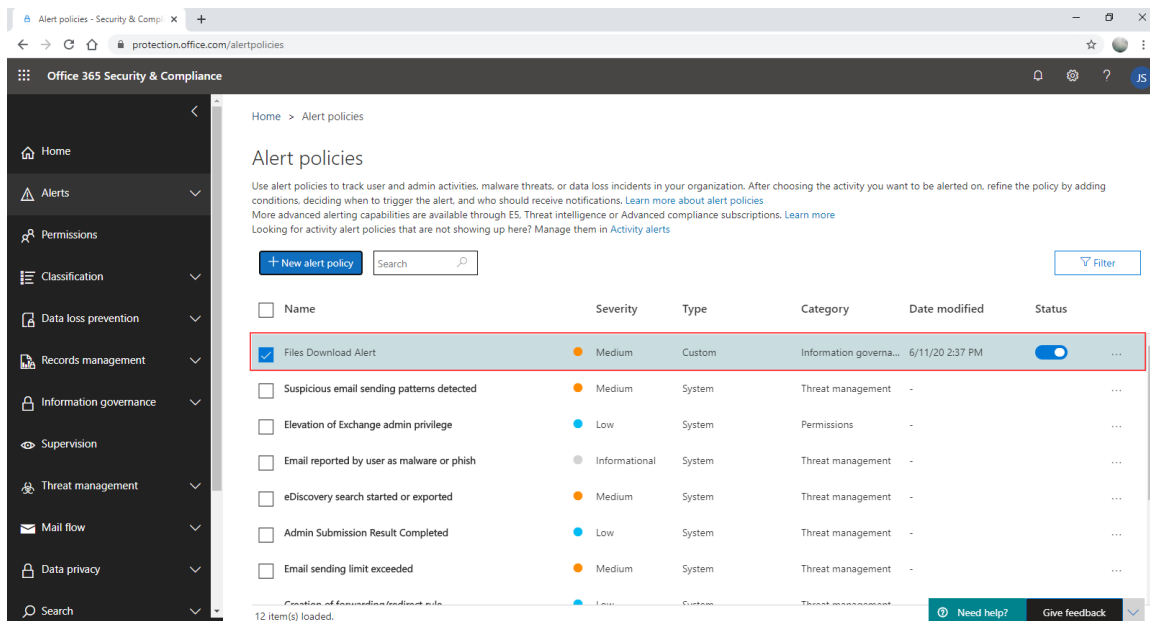 Alert policies - Security & Compl
protection.office.com/alertpolicies
Office 365 Security & Compliance
JS
Home
Alerts
Permissions
Classification
Data loss prevention
Records management
Information governance
Supervision
Threat management
Mail flow
Data privacy
Search
Home > Alert policies
Alert policies
Use alert policies to track user and admin activities, malware threats, or data loss incidents in your organization. After choosing the activity you want to be alerted on, refine the policy by adding
conditions, deciding when to trigger the alert, and who should receive notifications. Learn more about alert policies
More advanced alerting capabilities are available through E5, Threat intelligence or Advanced compliance subscriptions. Learn more
Looking for activity alert policies that are not showing up here? Manage them in Activity alerts
+ New alert policy Search Filter
Name Severity Type Category Date modified Status
Files Download Alert Medium Custom Information governa... 6/11/20 2:37 PM ...
Suspicious email sending patterns detected Medium System Threat management - ...
Elevation of Exchange admin privilege Low System Permissions - ...
Email reported by user as malware or phish Informational System Threat management - ...
eDiscovery search started or exported Medium System Threat management - ...
Admin Submission Result Completed Low System Threat management - ...
Email sending limit exceeded Medium System Threat management - ...
Creation of forwarding/redirect rule Low System Threat management
12 item(s) loaded.
Need help? Give feedback